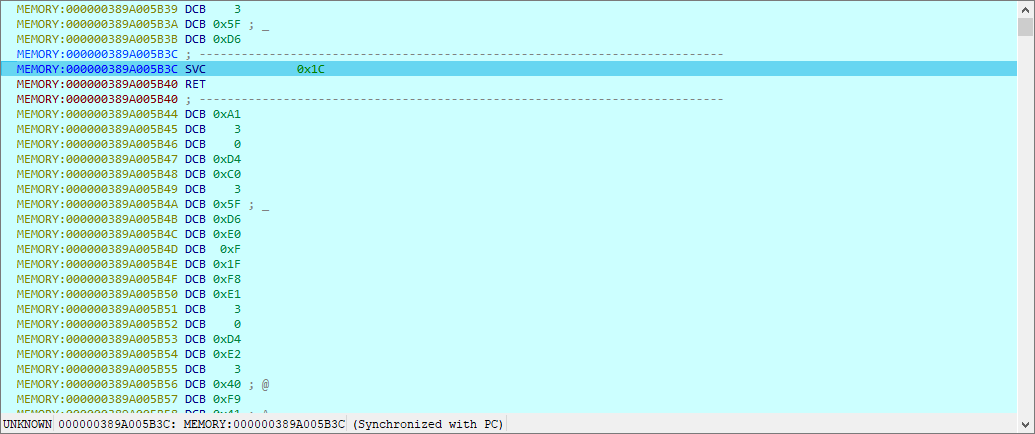 MEMORY:000000389A005B39 DCB    3
MEMORY:000000389A005B3A DCB 0x5F ; _
MEMORY:000000389A005B3B DCB 0xD6
MEMORY:000000389A005B3C ; ---------------------------------------------------------------------------
MEMORY:000000389A005B3C SVC             0x1C
MEMORY:000000389A005B40 RET
MEMORY:000000389A005B40 ; ---------------------------------------------------------------------------
MEMORY:000000389A005B44 DCB 0xA1
MEMORY:000000389A005B45 DCB    3
MEMORY:000000389A005B46 DCB    0
MEMORY:000000389A005B47 DCB 0xD4
MEMORY:000000389A005B48 DCB 0xC0
MEMORY:000000389A005B49 DCB    3
MEMORY:000000389A005B4A DCB 0x5F ; _
MEMORY:000000389A005B4B DCB 0xD6
MEMORY:000000389A005B4C DCB 0xE0
MEMORY:000000389A005B4D DCB  0xF
MEMORY:000000389A005B4E DCB 0x1F
MEMORY:000000389A005B4F DCB 0xF8
MEMORY:000000389A005B50 DCB 0xE1
MEMORY:000000389A005B51 DCB    3
MEMORY:000000389A005B52 DCB    0
MEMORY:000000389A005B53 DCB 0xD4
MEMORY:000000389A005B54 DCB 0xE2
MEMORY:000000389A005B55 DCB    3
MEMORY:000000389A005B56 DCB 0x40 ; @
MEMORY:000000389A005B57 DCB 0xF9
MEMORY:000000389A005B58 DCB 0x41 ; A
UNKNOWN 000000389A005B3C: MEMORY:000000389A005B3C (Synchronized with PC)